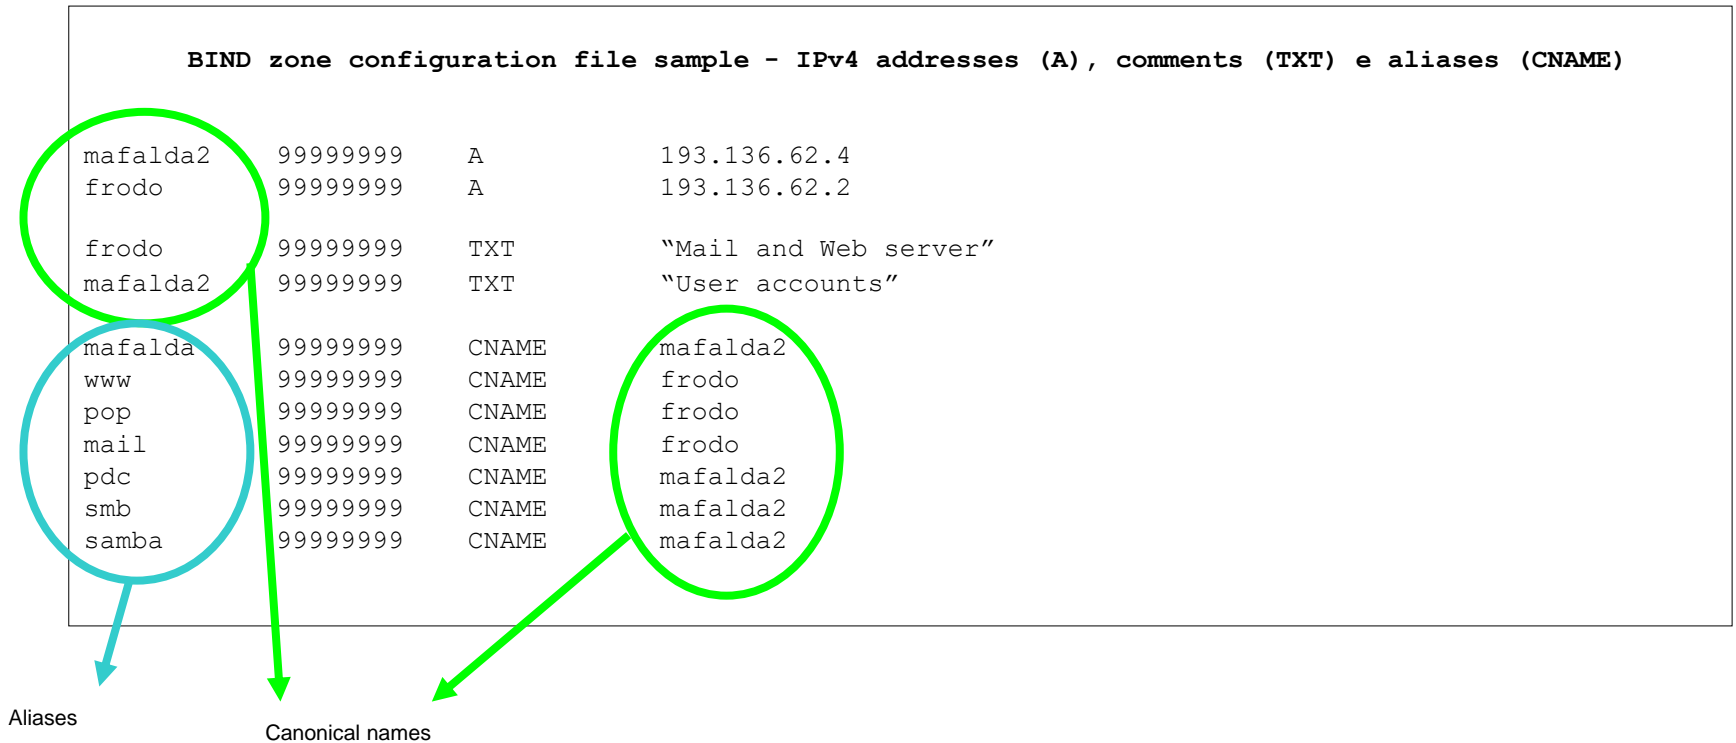 BIND zone configuration file sample - IPv4 addresses (A), comments (TXT) e aliases (CNAME)
mafalda2 99999999 A 193.136.62.4
frodo 99999999 A 193.136.62.2
frodo 99999999 TXT “Mail and Web server”
mafalda2 99999999 TXT “User accounts”
mafalda 99999999 CNAME mafalda2
www 99999999 CNAME frodo
pop 99999999 CNAME frodo
mail 99999999 CNAME frodo
pdc 99999999 CNAME mafalda2
smb 99999999 CNAME mafalda2
samba 99999999 CNAME mafalda2
Aliases
Canonical names